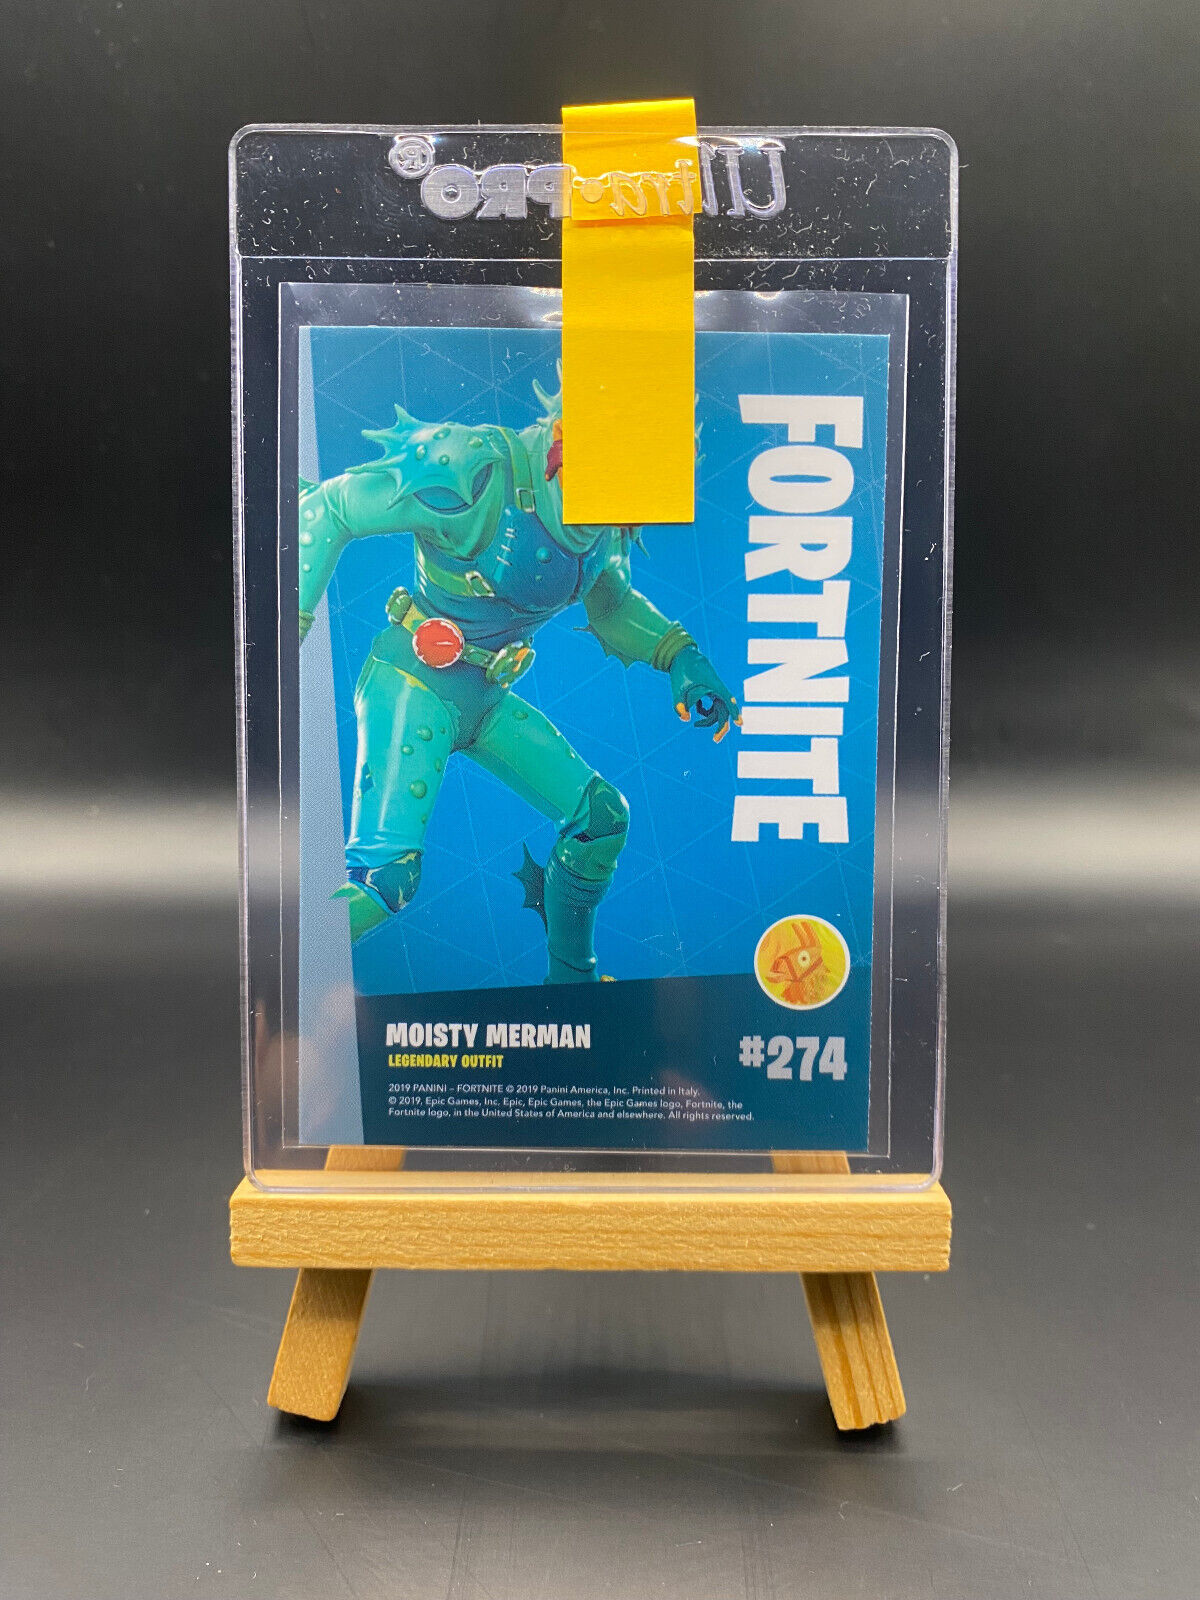 Ultra•PRO®
FORTNITE
MOISTY MERMAN
LEGENDARY OUTFIT
#274
2019 PANINI – FORTNITE © 2019 Panini America, Inc. Printed in Italy.
© 2019, Epic Games, Inc. Epic, Epic Games, the Epic Games logo, Fortnite, the
Fortnite logo, in the United States of America and elsewhere. All rights reserved.